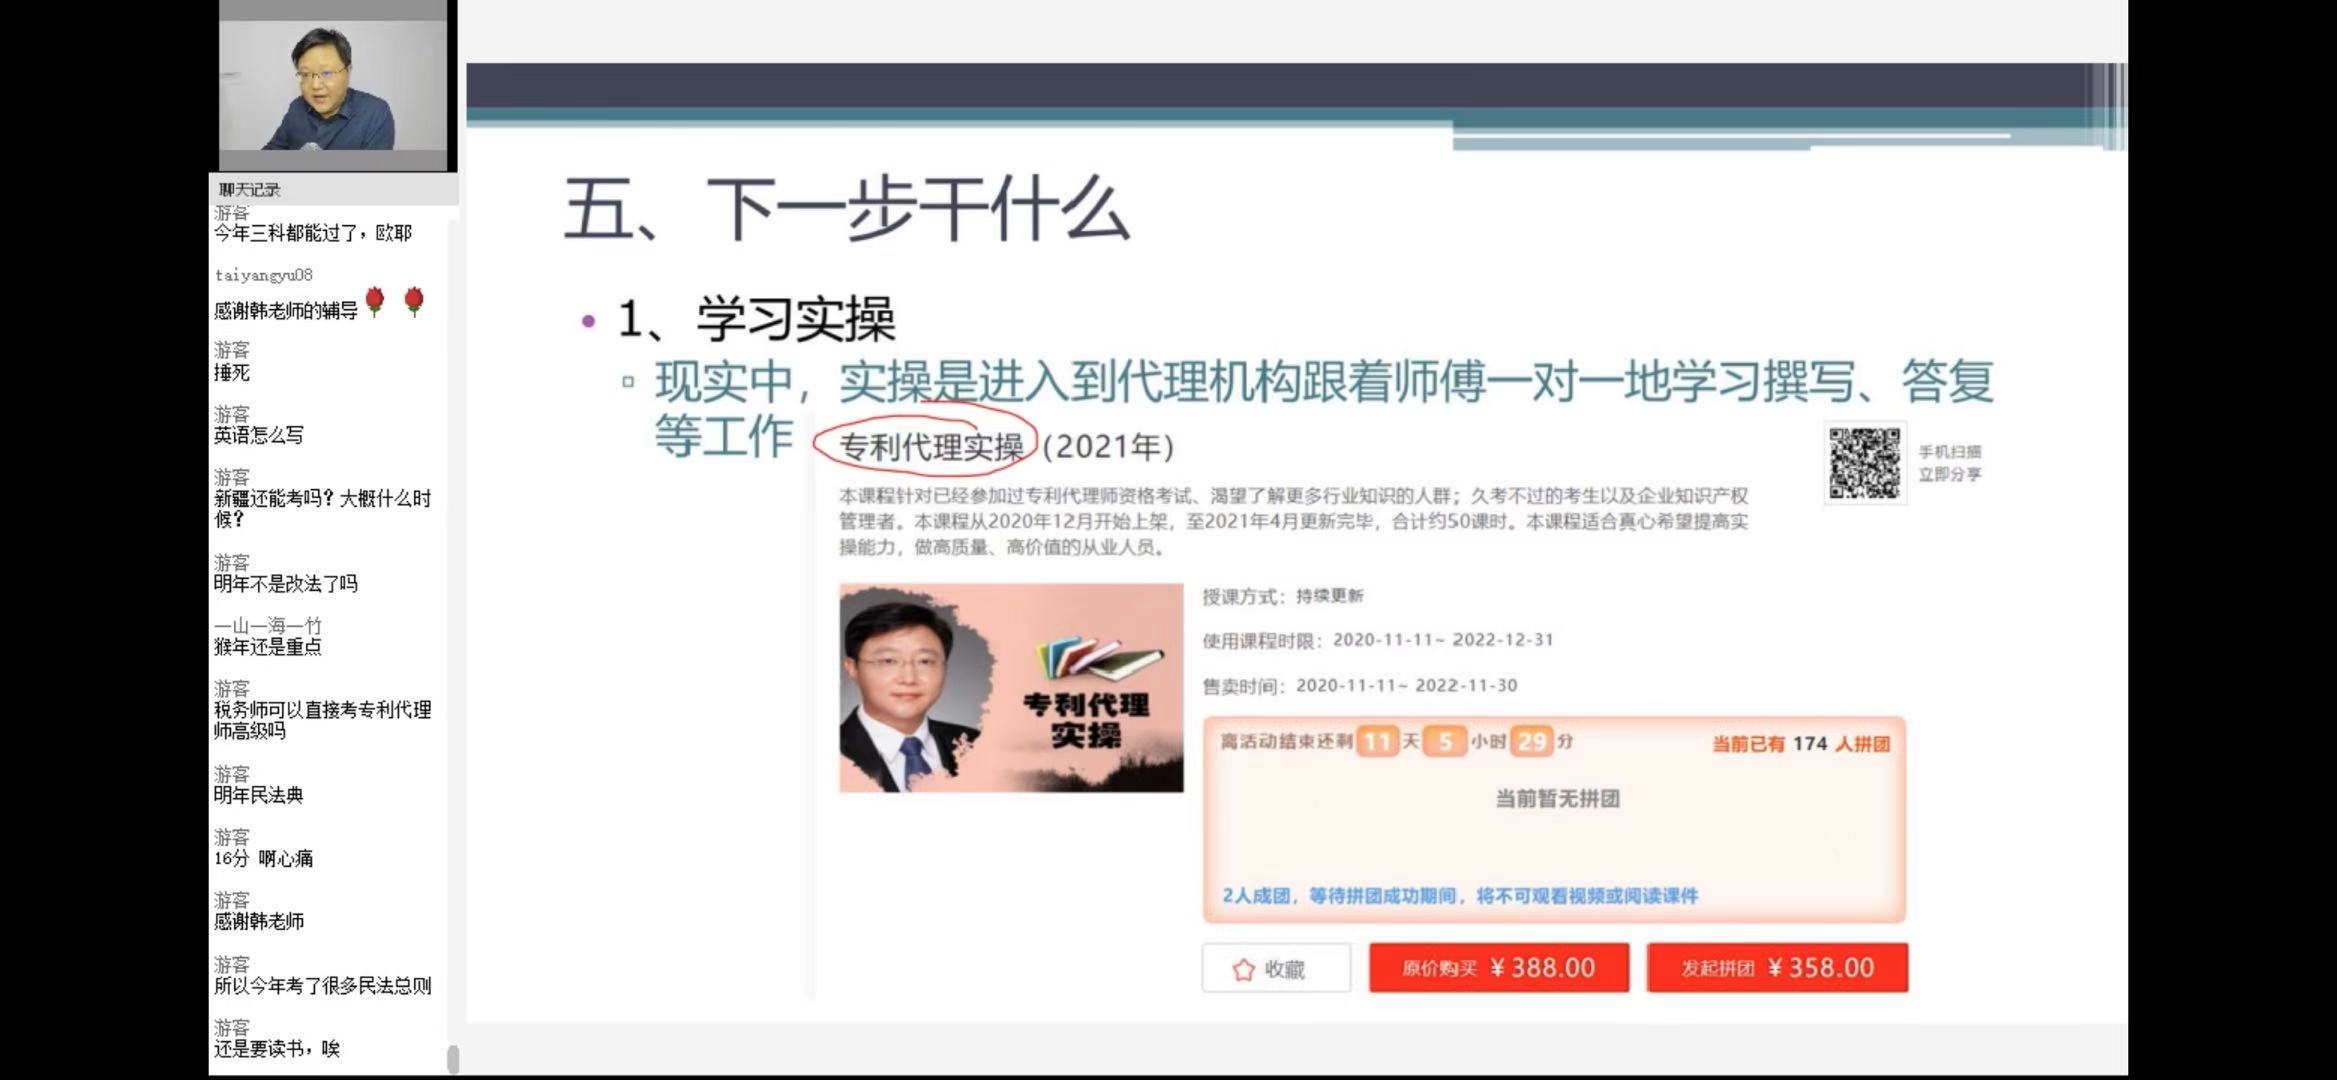 聊天记录
游客
今年三科都能过了，欧耶
taiyangyu08
感谢韩老师的辅导
游客
捶死
游客
英语怎么写
游客
新疆还能考吗？大概什么时
候？
游客
明年不是改法了吗
一山一海一竹
猴年还是重点
游客
税务师可以直接考专利代理
师高级吗
游客
明年民法典
游客
16分 啊心痛
游客
感谢韩老师
游客
所以今年考了很多民法总则
游客
还是要读书，唉
五、下一步干什么
1、学习实操
现实中，实操是进入到代理机构跟着师傅一对一地学习撰写、答复
等工作
专利代理实操（2021年）
手机扫描
立即分享
本课程针对已经参加过专利代理师资格考试、渴望了解更多行业知识的人群；久考不过的考生以及企业知识产权
管理者。本课程从2020年12月开始上架，至2021年4月更新完毕，合计约50课时。本课程适合真心希望提高实
操能力，做高质量、高价值的从业人员。
专利代理
实操
授课方式：持续更新
使用课程时限：2020-11-11~ 2022-12-31
售卖时间：2020-11-11~ 2022-11-30
离活动结束还剩 11 天 5 小时 29 分
当前已有 174 人拼团
当前暂无拼团
2人成团，等待拼团成功期间，将不可观看视频或阅读课件
收藏
原价购买 ¥388.00
发起拼团 ¥358.00